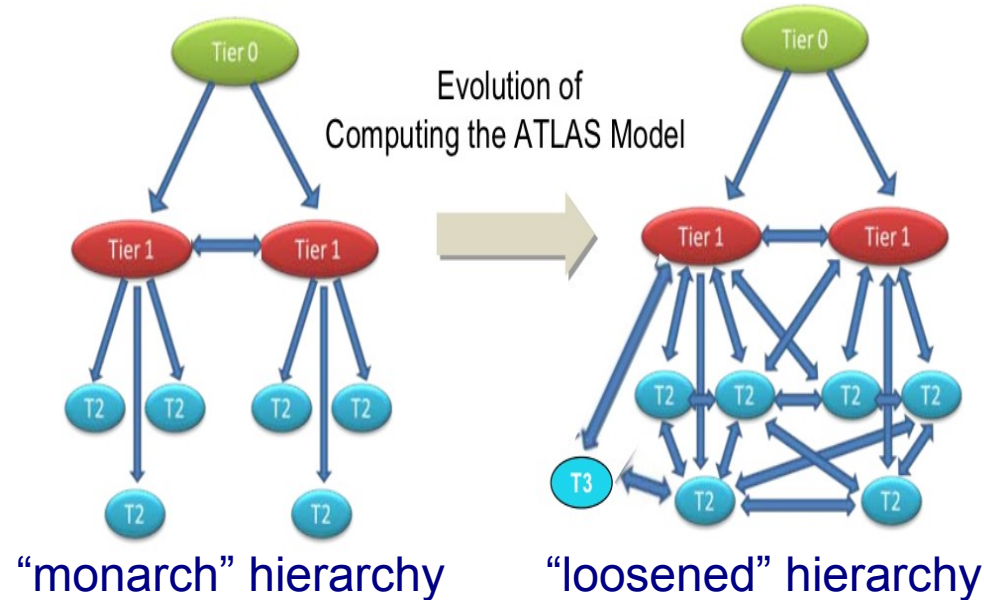 Tier 0
Tier 0
Evolution of
Computing the ATLAS Model
Tier 1
Tier 1
Tier 1
Tier 1
T2
T2
T2
T2
T2
T2
T2
T2
T3
T2
T2
T2
T2
“monarch” hierarchy
“loosened” hierarchy